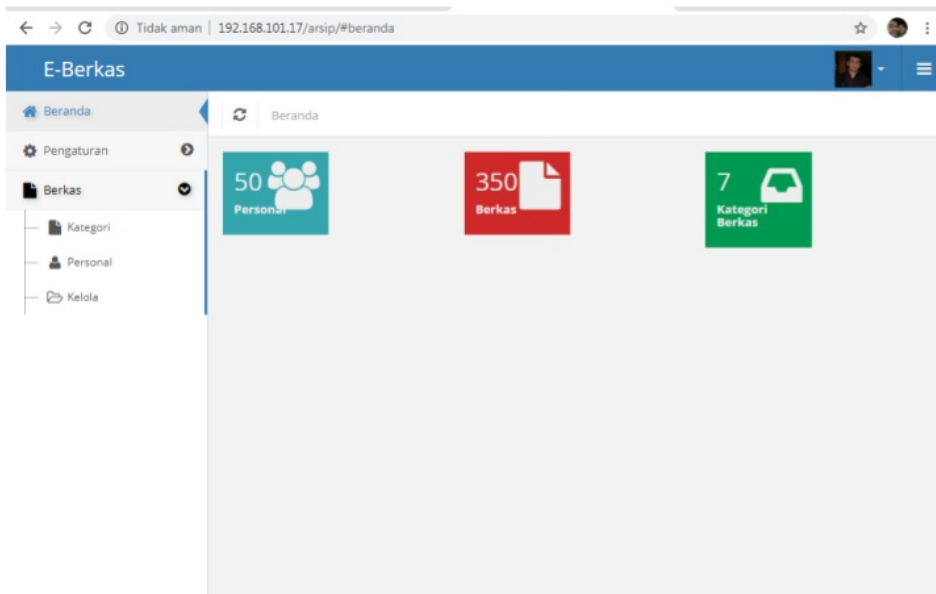 Tidak aman | 192.168.101.17/arsip/#beranda
E-Berkas
Beranda
Pengaturan
Berkas
Kategori
Personal
Kelola
Beranda
50
Personal
350
Berkas
7
Kategori
Berkas